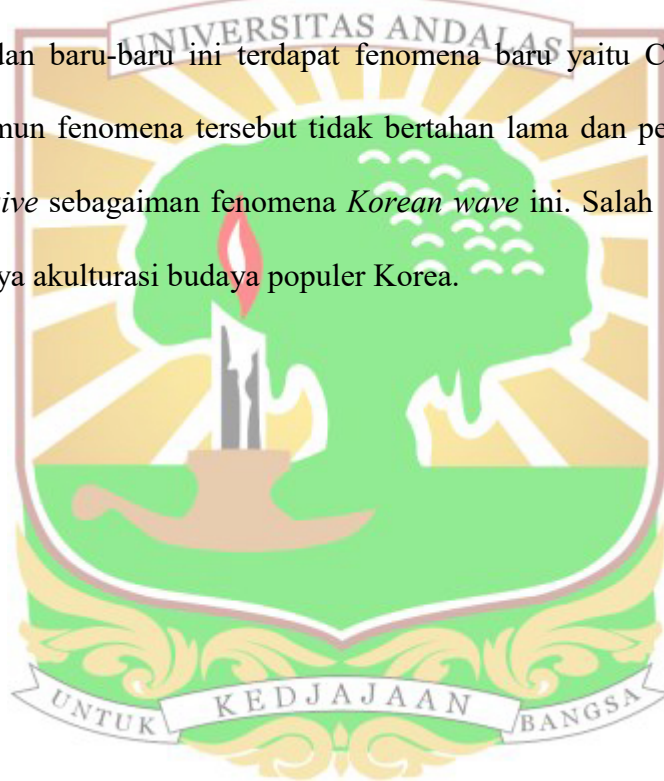 UNIVERSITAS ANDALAS
dan baru-baru ini terdapat fenomena baru yaitu C
mun fenomena tersebut tidak bertahan lama dan pe
ive sebagaiman fenomena Korean wave ini. Salah
ya akulturasi budaya populer Korea.
UNTUK KEDJAJAAN BANGSA